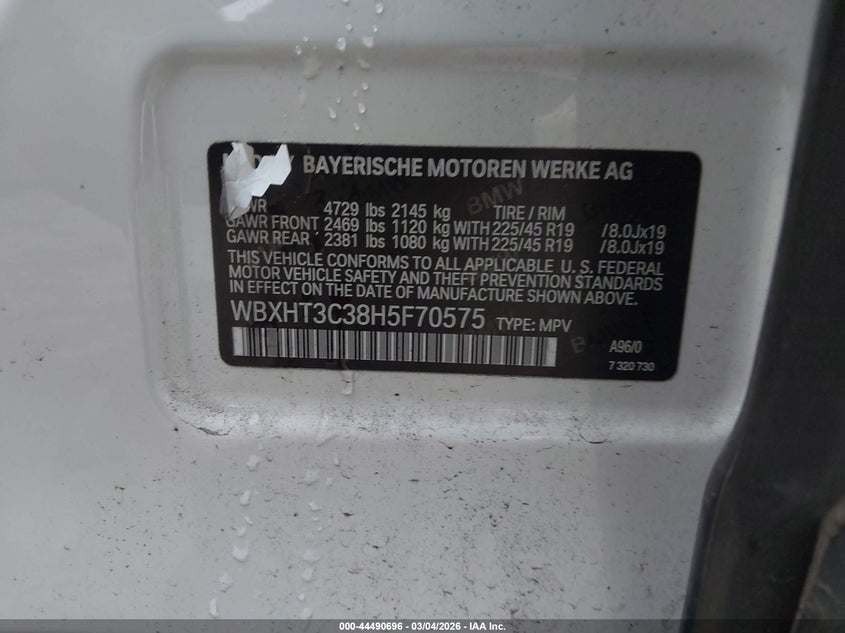 BAYERISCHE MOTOREN WERKE AG
4729 lbs 2145 kg TIRE / RIM
GAWR FRONT 2469 lbs 1120 kg WITH 225/45 R19 /8.0Jx19
GAWR REAR 2381 lbs 1080 kg WITH 225/45 R19 /8.0Jx19
THIS VEHICLE CONFORMS TO ALL APPLICABLE U. S. FEDERAL
MOTOR VEHICLE SAFETY AND THEFT PREVENTION STANDARDS
IN EFFECT ON THE DATE OF MANUFACTURE SHOWN ABOVE.
WBXHT3C38H5F70575 TYPE: MPV
A96/0
7 320 730
BMW
000-44490696 - 03/04/2026 - IAA Inc.